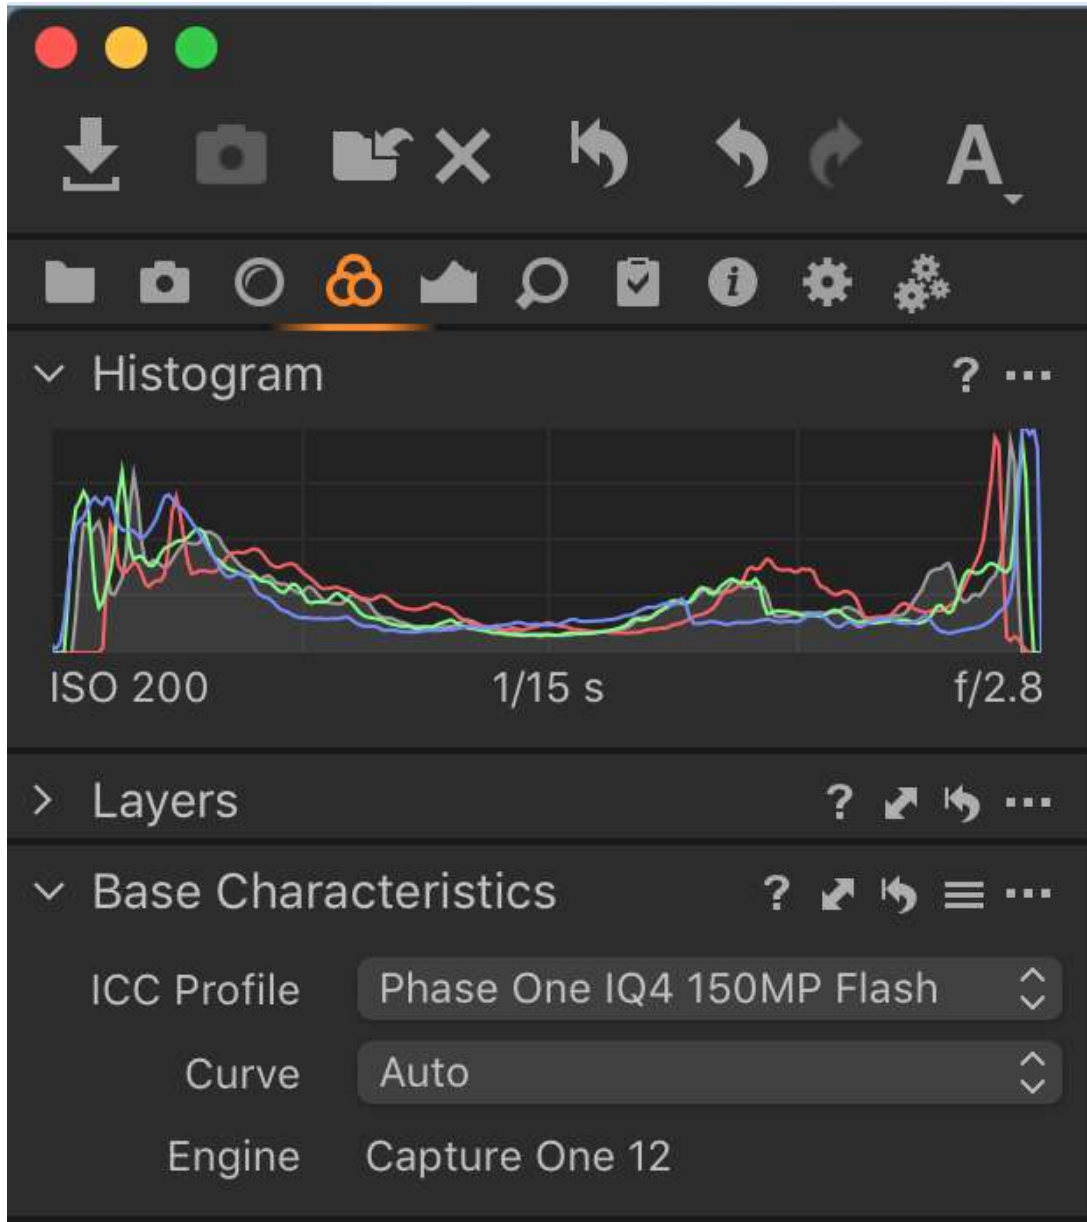 A
Histogram ? ...
ISO 200 1/15 s f/2.8
Layers ? ...
Base Characteristics ? ...
ICC Profile Phase One IQ4 150MP Flash
Curve Auto
Engine Capture One 12